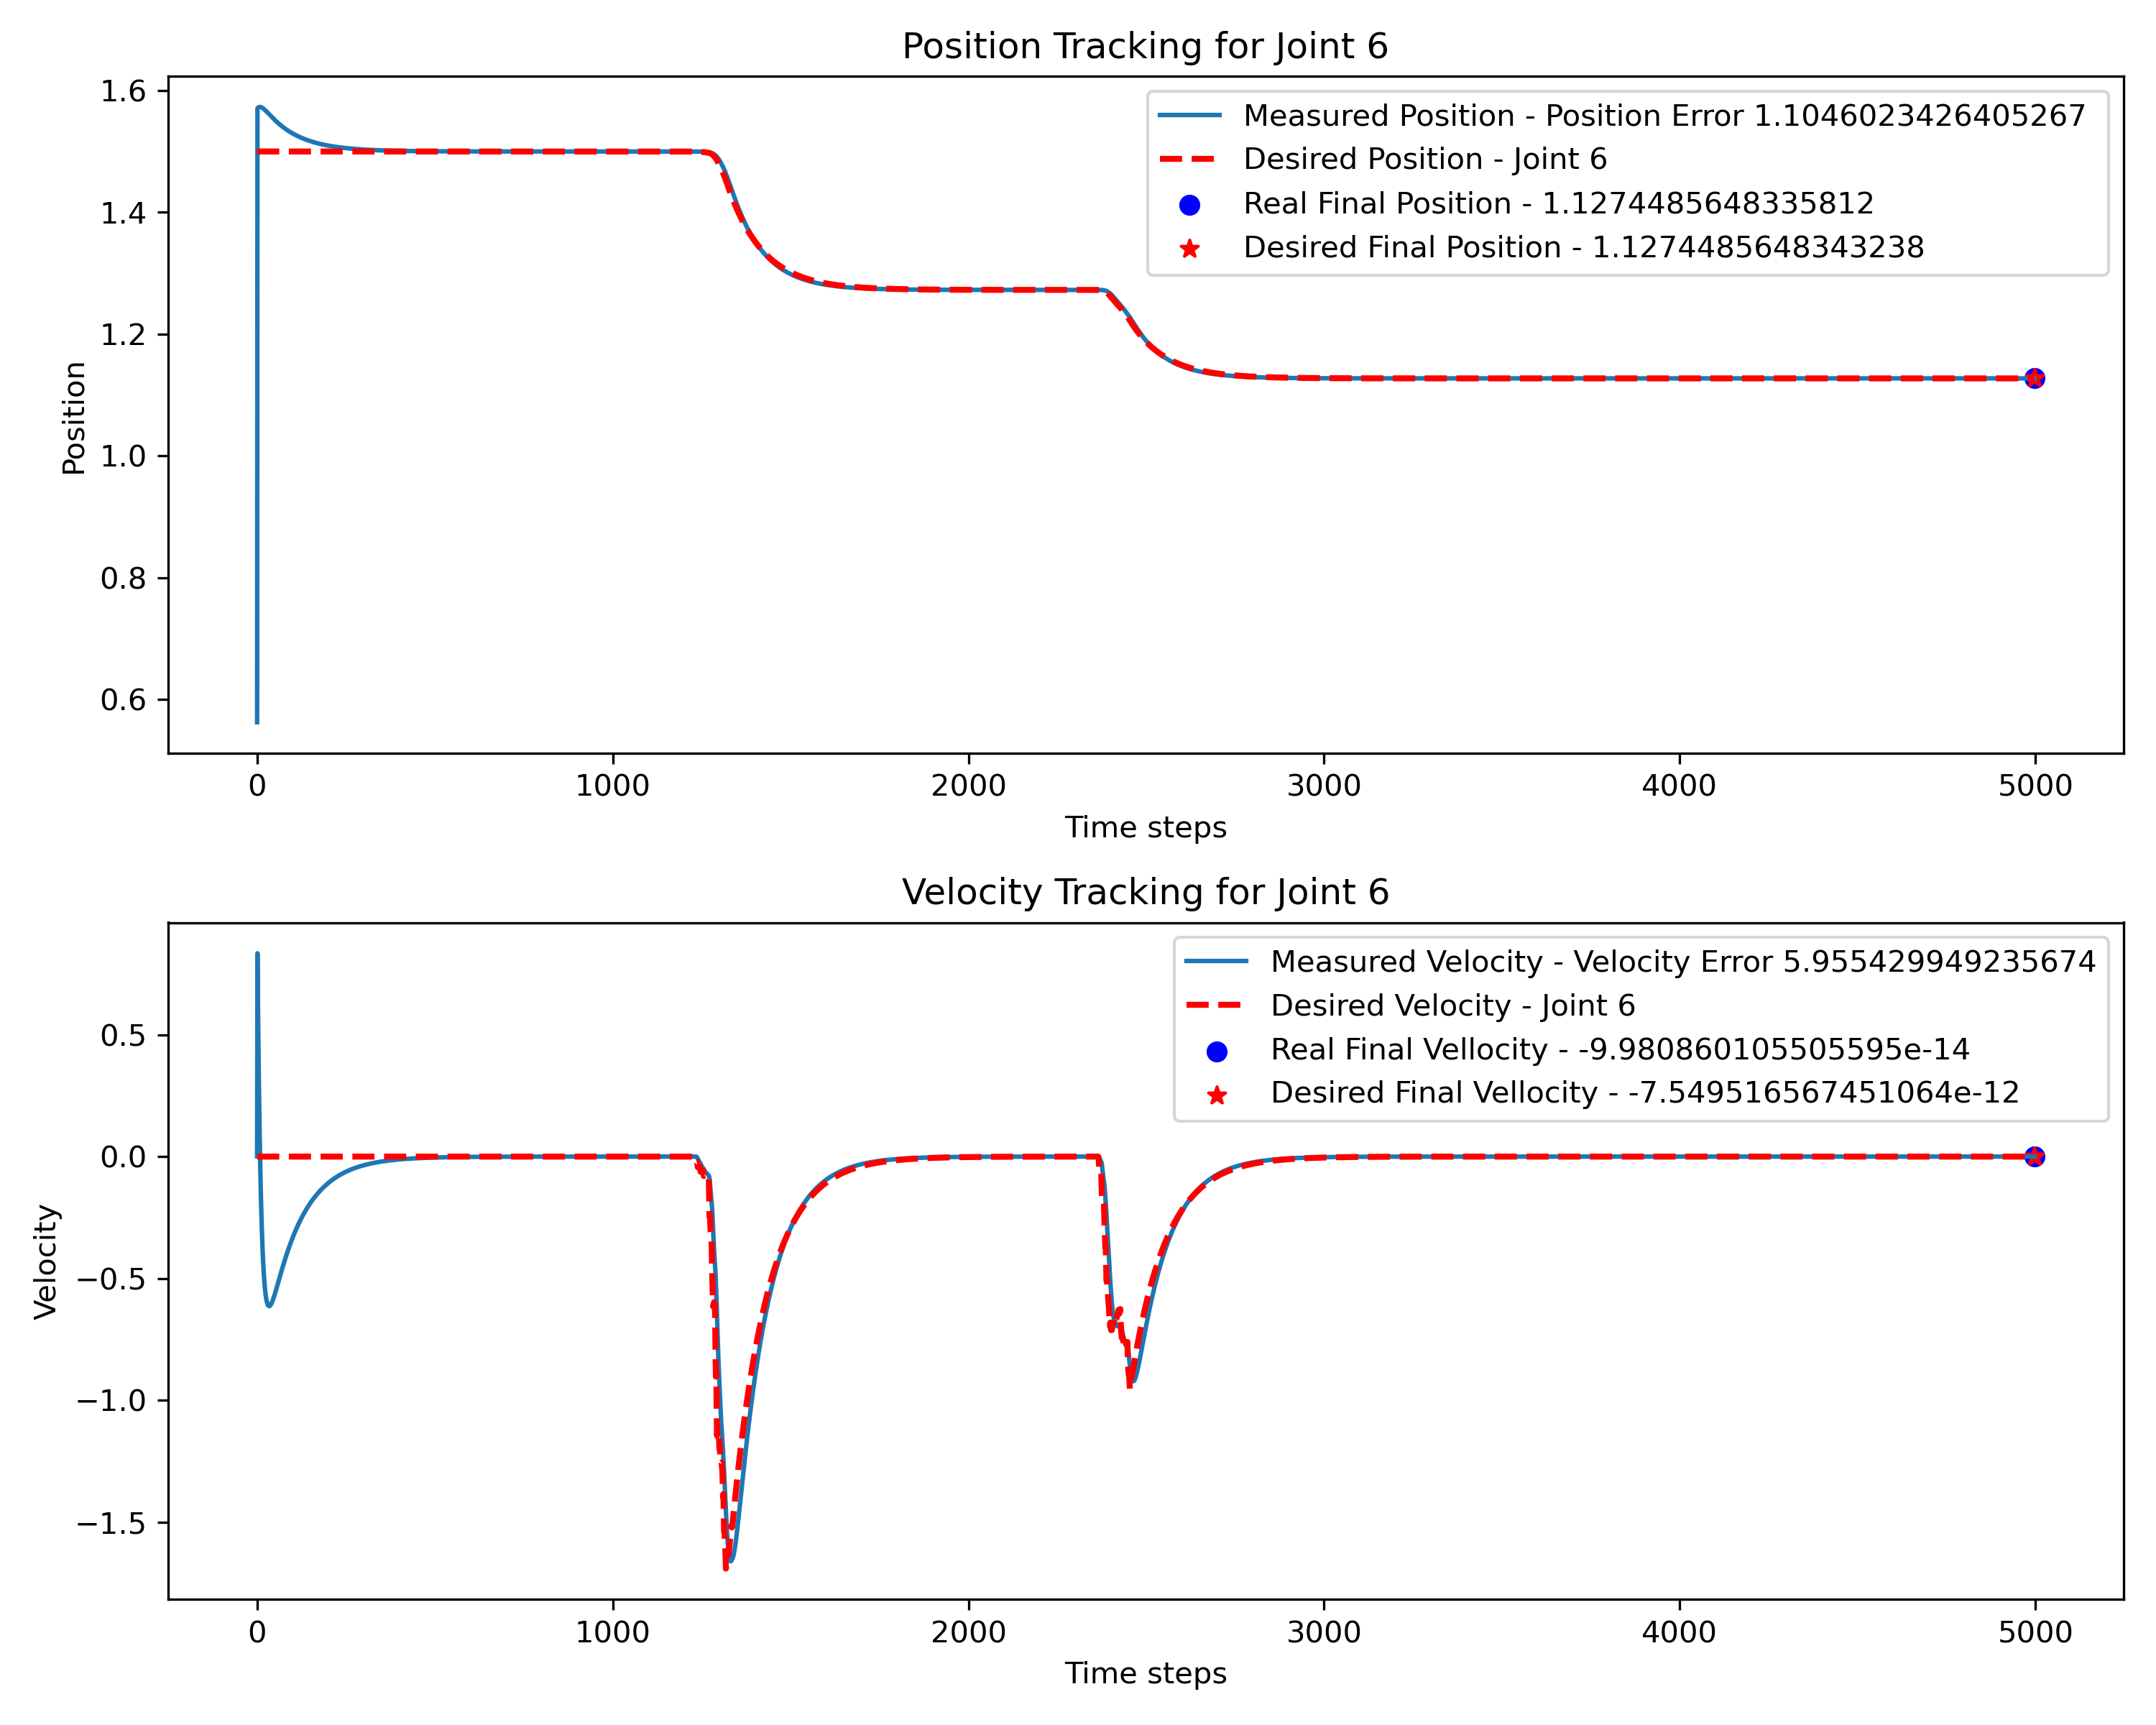 Position Tracking for Joint 6
1.6
1.4
1.2
1.0
0.8
0.6
Position
Measured Position - Position Error 1.1046023426405267
Desired Position - Joint 6
Real Final Position - 1.1274485648335812
Desired Final Position - 1.1274485648343238
0 1000 2000 3000 4000 5000
Time steps
Velocity Tracking for Joint 6
0.5
0.0
−0.5
−1.0
−1.5
Velocity
Measured Velocity - Velocity Error 5.955429949235674
Desired Velocity - Joint 6
Real Final Vellocity - -9.980860105505595e-14
Desired Final Vellocity - -7.549516567451064e-12
0 1000 2000 3000 4000 5000
Time steps